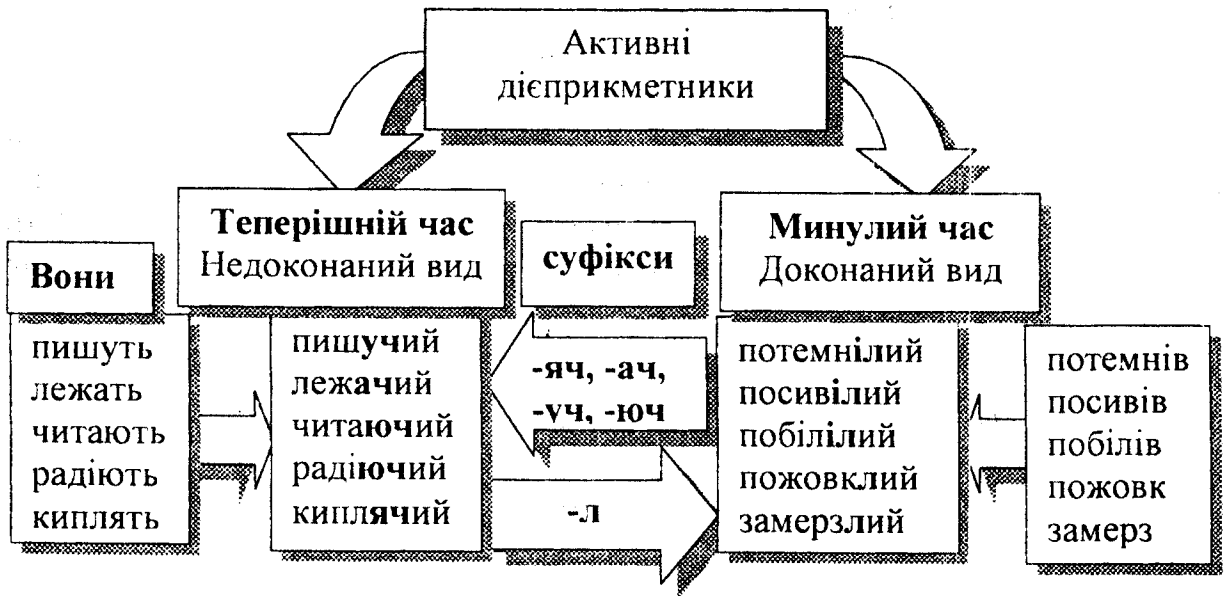 Активні
дієприкметники
Теперішній час
Недоконаний вид
Минулий час
Доконаний вид
суфікси
Вони
пишуть
лежать
читають
радіють
киплять
пишучий
лежачий
читаючий
радіючий
киплячий
-яч, -ач,
-уч, -юч
-л
потемнілий
посивілий
побілілий
пожовклий
замерзлий
потемнів
посивів
побілів
пожовк
замерз